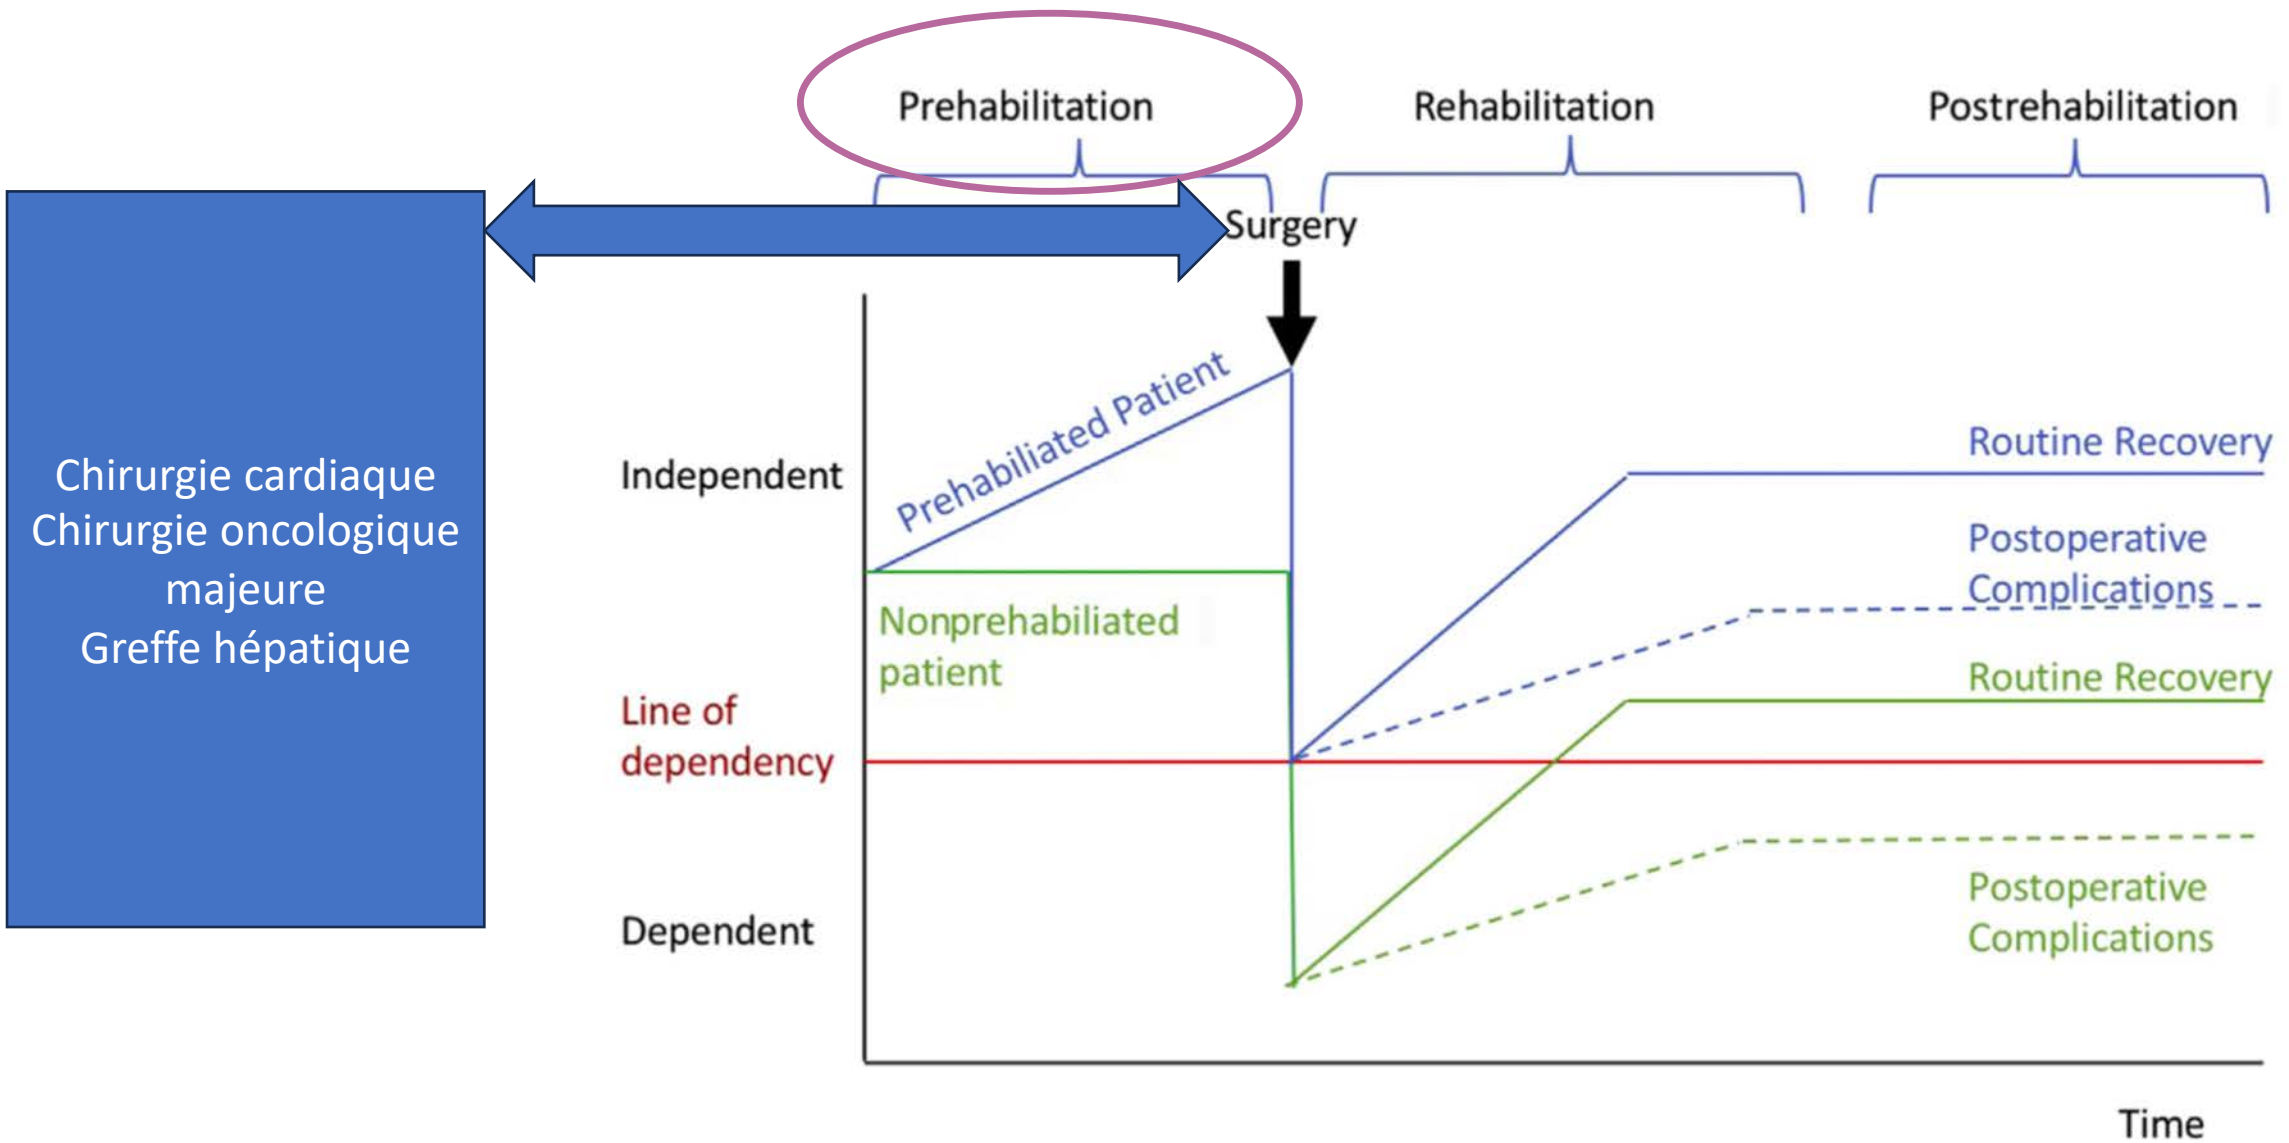 Prehabilitation
Rehabilitation
Postrehabilitation
Surgery
Chirurgie cardiaque
Chirurgie oncologique
majeure
Greffe hépatique
Independent
Line of
dependency
Dependent
Prehabiliated Patient
Nonprehabiliated
patient
Routine Recovery
Postoperative
Complications
Routine Recovery
Postoperative
Complications
Time